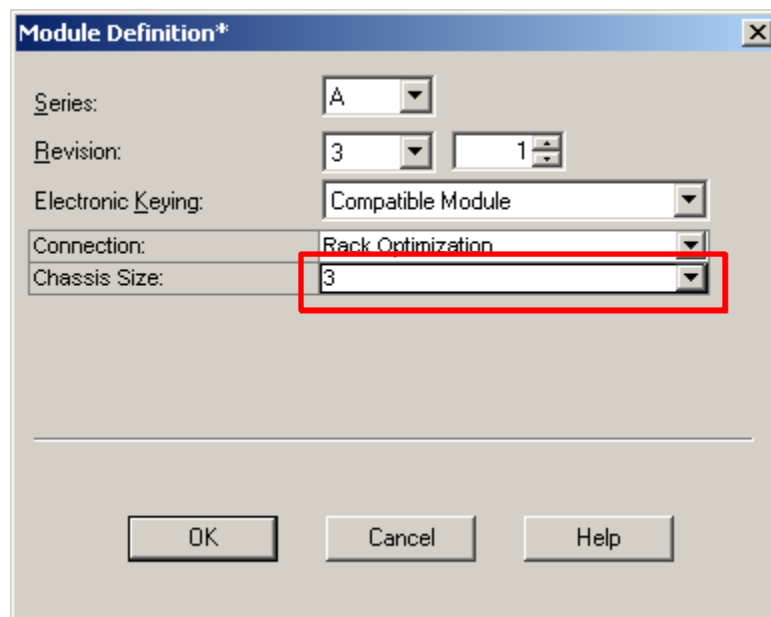 Module Definition*
Series: A
Revision: 3 1
Electronic Keying: Compatible Module
Connection: Rack Optimization
Chassis Size: 3
OK Cancel Help